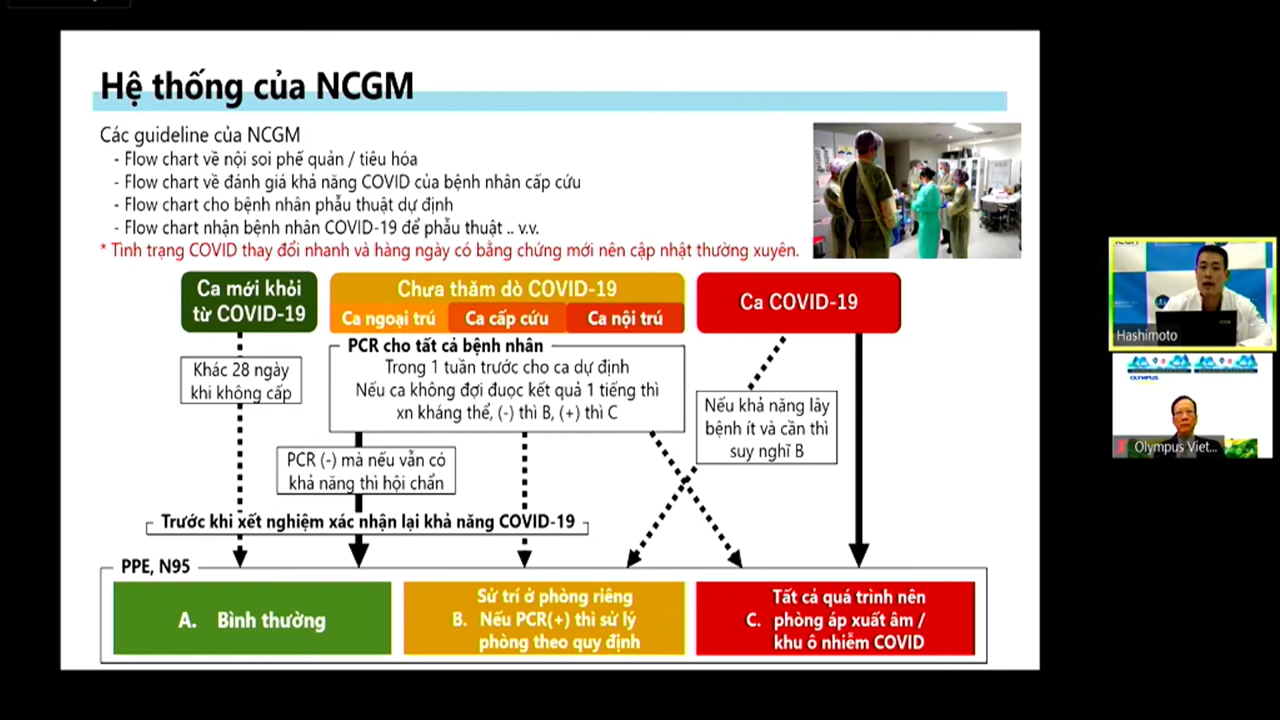 Hệ thống của NCGM
Các guideline của NCGM
- Flow chart về nội soi phế quản / tiêu hóa
- Flow chart về đánh giá khả năng COVID của bệnh nhân cấp cứu
- Flow chart cho bệnh nhân phẫu thuật dự định
- Flow chart nhận bệnh nhân COVID-19 để phẫu thuật .. v.v.
* Tình trạng COVID thay đổi nhanh và hàng ngày có bằng chứng mới nên cập nhật thường xuyên.
Ca mới khỏi
từ COVID-19
Chưa thăm dò COVID-19
Ca ngoại trú
Ca cấp cứu
Ca nội trú
Ca COVID-19
Khác 28 ngày
khi không cấp
PCR cho tất cả bệnh nhân
Trong 1 tuần trước cho ca dự định
Nếu ca không đợi được kết quả 1 tiếng thì
xn kháng thể, (-) thì B, (+) thì C
Nếu khả năng lây
bệnh ít và cần thì
suy nghĩ B
PCR (-) mà nếu vẫn có
khả năng thì hội chẩn
Trước khi xét nghiệm xác nhận lại khả năng COVID-19
PPE, N95
A. Bình thường
Sử trí ở phòng riêng
B. Nếu PCR(+) thì sử lý
phòng theo quy định
Tất cả quá trình nên
C. phòng áp xuất âm /
khu ô nhiễm COVID
Hashimoto
OLYMPUS
Olympus Viet...